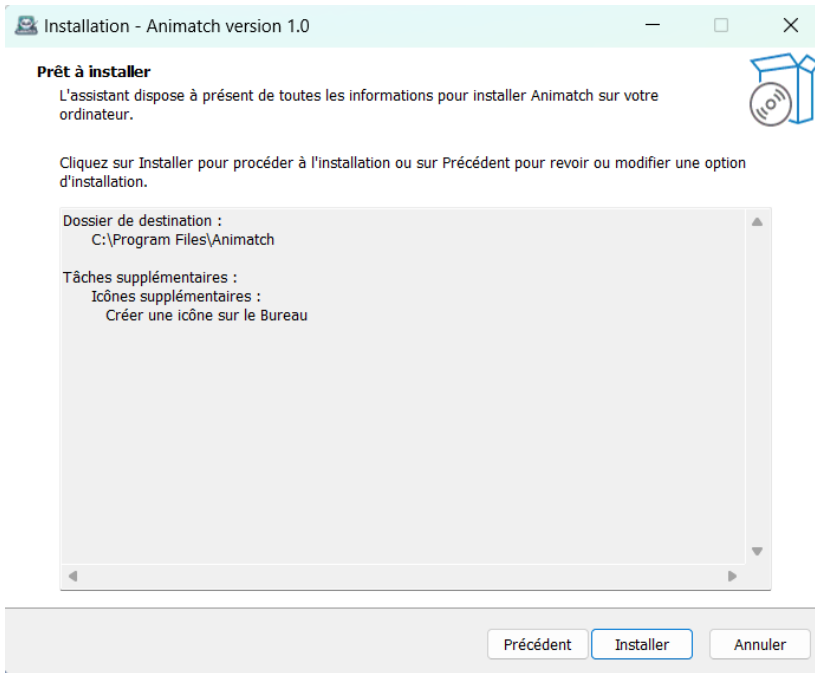 Installation - Animatch version 1.0
Prêt à installer
L'assistant dispose à présent de toutes les informations pour installer Animatch sur votre
ordinateur.
Cliquez sur Installer pour procéder à l'installation ou sur Précédent pour revoir ou modifier une option
d'installation.
Dossier de destination :
C:\Program Files\Animatch
Tâches supplémentaires :
Icônes supplémentaires :
Créer une icône sur le Bureau
Précédent
Installer
Annuler